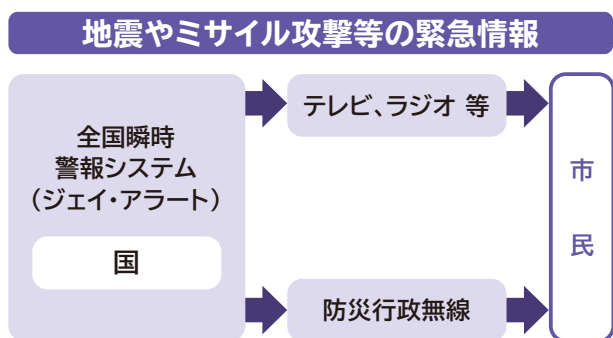 地震やミサイル攻撃等の緊急情報
全国瞬時
警報システム
（ジェイ・アラート）
国
テレビ、ラジオ 等
防災行政無線
市
民